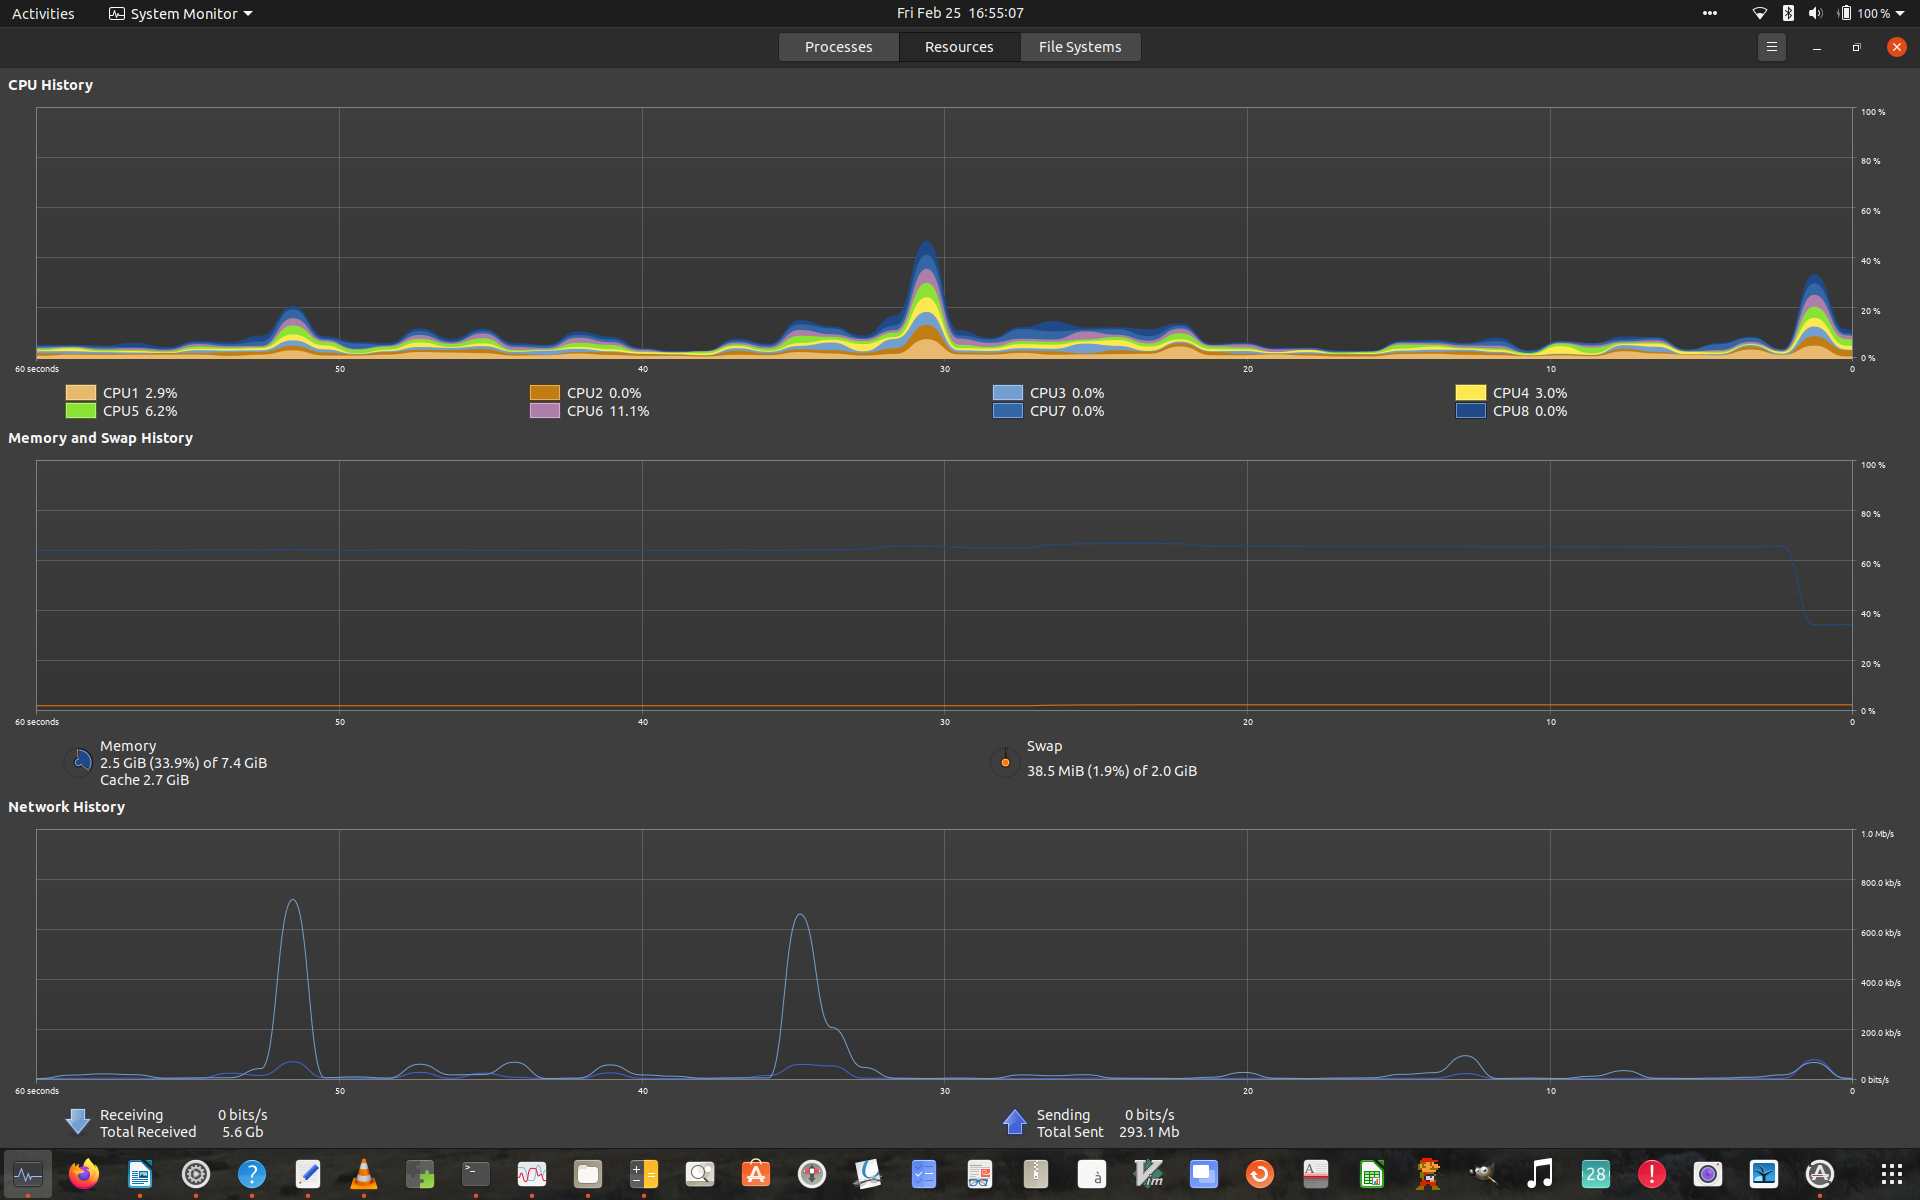 Activities System Monitor Fri Feb 25 16:55:07 100 %
Processes Resources File Systems
CPU History
100 %
80 %
60 %
40 %
20 %
0 %
60 seconds 50 40 30 20 10 0
CPU1 2.9% CPU2 0.0% CPU3 0.0% CPU4 3.0%
CPU5 6.2% CPU6 11.1% CPU7 0.0% CPU8 0.0%
Memory and Swap History
100 %
80 %
60 %
40 %
20 %
0 %
60 seconds 50 40 30 20 10 0
Memory
2.5 GiB (33.9%) of 7.4 GiB
Cache 2.7 GiB
Swap
38.5 MiB (1.9%) of 2.0 GiB
Network History
1.0 Mb/s
800.0 kb/s
600.0 kb/s
400.0 kb/s
200.0 kb/s
0 bits/s
60 seconds 50 40 30 20 10 0
Receiving 0 bits/s
Total Received 5.6 Gb
Sending 0 bits/s
Total Sent 293.1 Mb
? >_ à Vim A 28 !